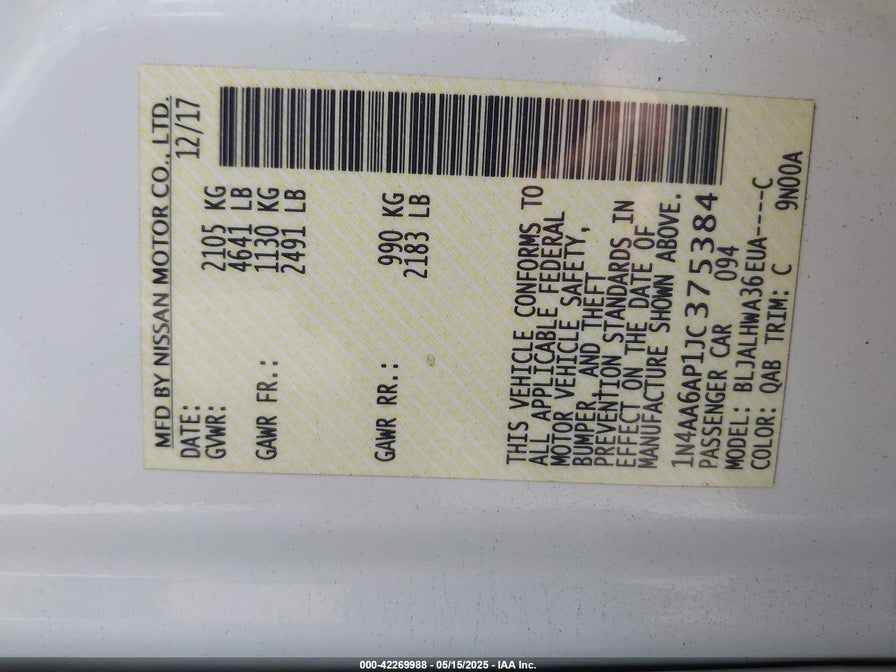 MFD BY NISSAN MOTOR CO., LTD.
DATE: 12/17
GVWR: 2105 KG
4641 LB
GAWR FR.: 1130 KG
2491 LB
GAWR RR.: 990 KG
2183 LB
THIS VEHICLE CONFORMS TO
ALL APPLICABLE FEDERAL
MOTOR VEHICLE SAFETY,
BUMPER, AND THEFT
PREVENTION STANDARDS IN
EFFECT ON THE DATE OF
MANUFACTURE SHOWN ABOVE.
1N4AA6AP1JC375384
PASSENGER CAR 094
MODEL: BLJALHWA36EUA----C
COLOR: QAB TRIM: C 9N00A
000-42269988 - 05/15/2025 - IAA Inc.